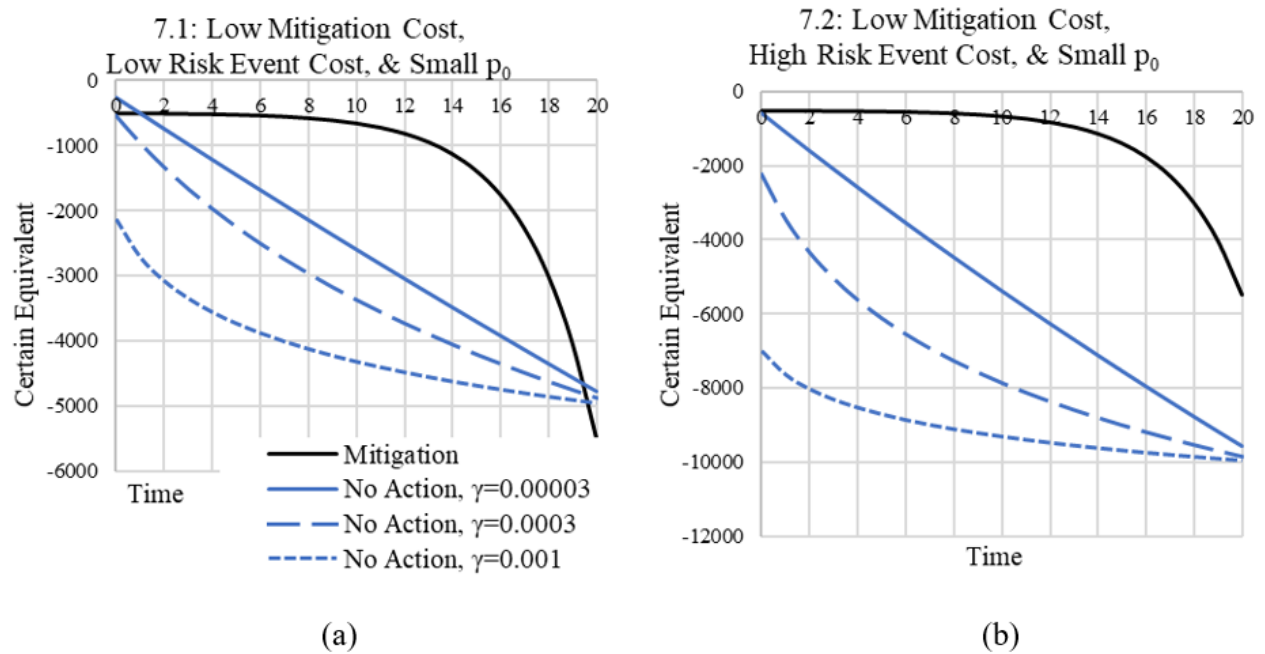 7.1: Low Mitigation Cost,
Low Risk Event Cost, & Small p₀
0
0 2 4 6 8 10 12 14 16 18 20
-1000
-2000
-3000
-4000
-5000
-6000
Certain Equivalent
Time
Mitigation
No Action, γ=0.00003
No Action, γ=0.0003
No Action, γ=0.001
(a)
7.2: Low Mitigation Cost,
High Risk Event Cost, & Small p₀
0
0 2 4 6 8 10 12 14 16 18 20
-2000
-4000
-6000
-8000
-10000
-12000
Certain Equivalent
Time
(b)